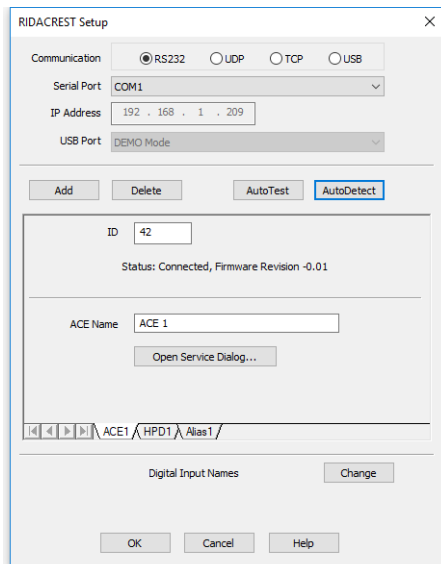 RIDACREST Setup
Communication RS232 UDP TCP USB
Serial Port COM1
IP Address 192 . 168 . 1 . 209
USB Port DEMO Mode
Add Delete AutoTest AutoDetect
ID 42
Status: Connected, Firmware Revision -0.01
ACE Name ACE 1
Open Service Dialog...
ACE1 HPD1 Alias1
Digital Input Names Change
OK Cancel Help